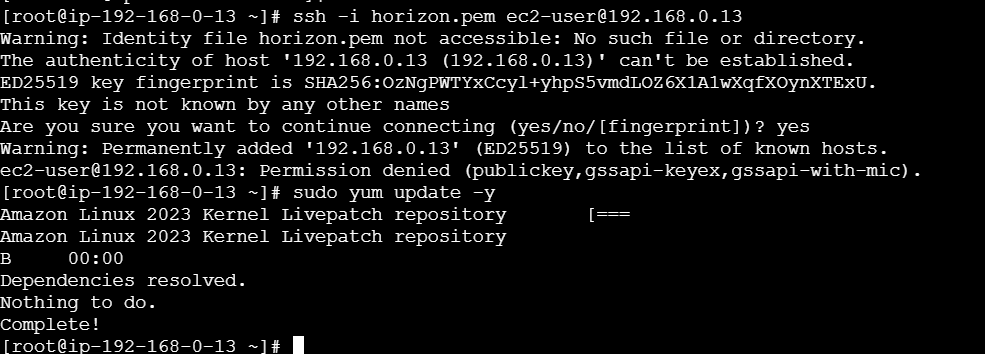 [root@ip-192-168-0-13 ~]# ssh -i horizon.pem ec2-user@192.168.0.13
Warning: Identity file horizon.pem not accessible: No such file or directory.
The authenticity of host '192.168.0.13 (192.168.0.13)' can't be established.
ED25519 key fingerprint is SHA256:OzNgPWTYxCcyl+yhpS5vmdLOZ6X1AlwXqfXOynXTExU.
This key is not known by any other names
Are you sure you want to continue connecting (yes/no/[fingerprint])? yes
Warning: Permanently added '192.168.0.13' (ED25519) to the list of known hosts.
ec2-user@192.168.0.13: Permission denied (publickey,gssapi-keyex,gssapi-with-mic).
[root@ip-192-168-0-13 ~]# sudo yum update -y
Amazon Linux 2023 Kernel Livepatch repository       [===
Amazon Linux 2023 Kernel Livepatch repository
B     00:00
Dependencies resolved.
Nothing to do.
Complete!
[root@ip-192-168-0-13 ~]#